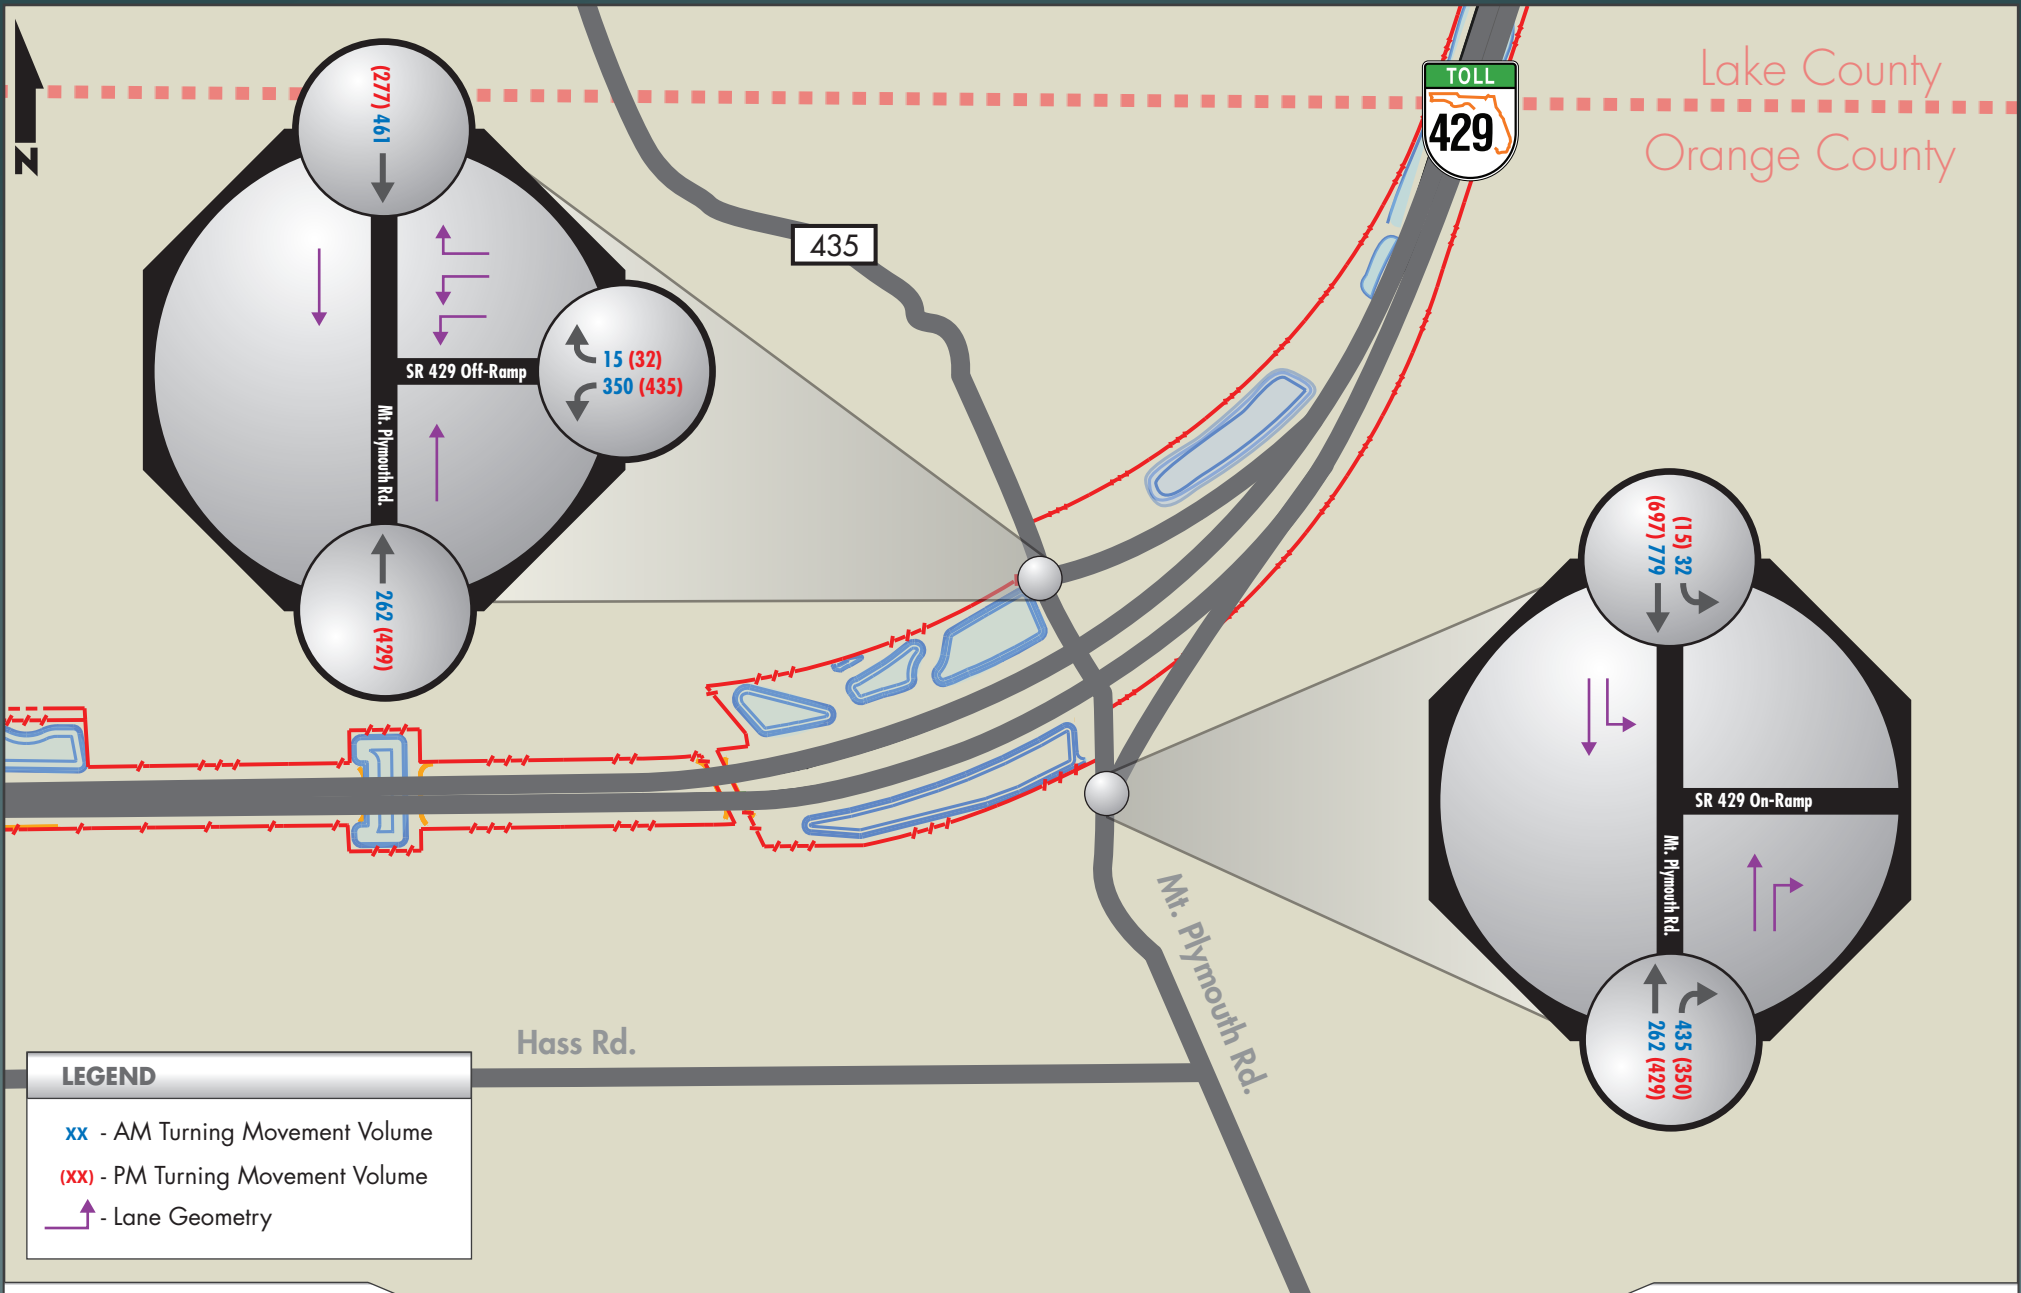 Lake County
TOLL
429
Orange County
N
435
(277) 461
15 (32)
350 (435)
SR 429 Off-Ramp
Mt. Plymouth Rd.
262 (429)
(15) 32
(697) 779
SR 429 On-Ramp
Mt. Plymouth Rd.
435 (350)
262 (429)
Mt. Plymouth Rd.
Hass Rd.
LEGEND
XX - AM Turning Movement Volume
(XX) - PM Turning Movement Volume
- Lane Geometry